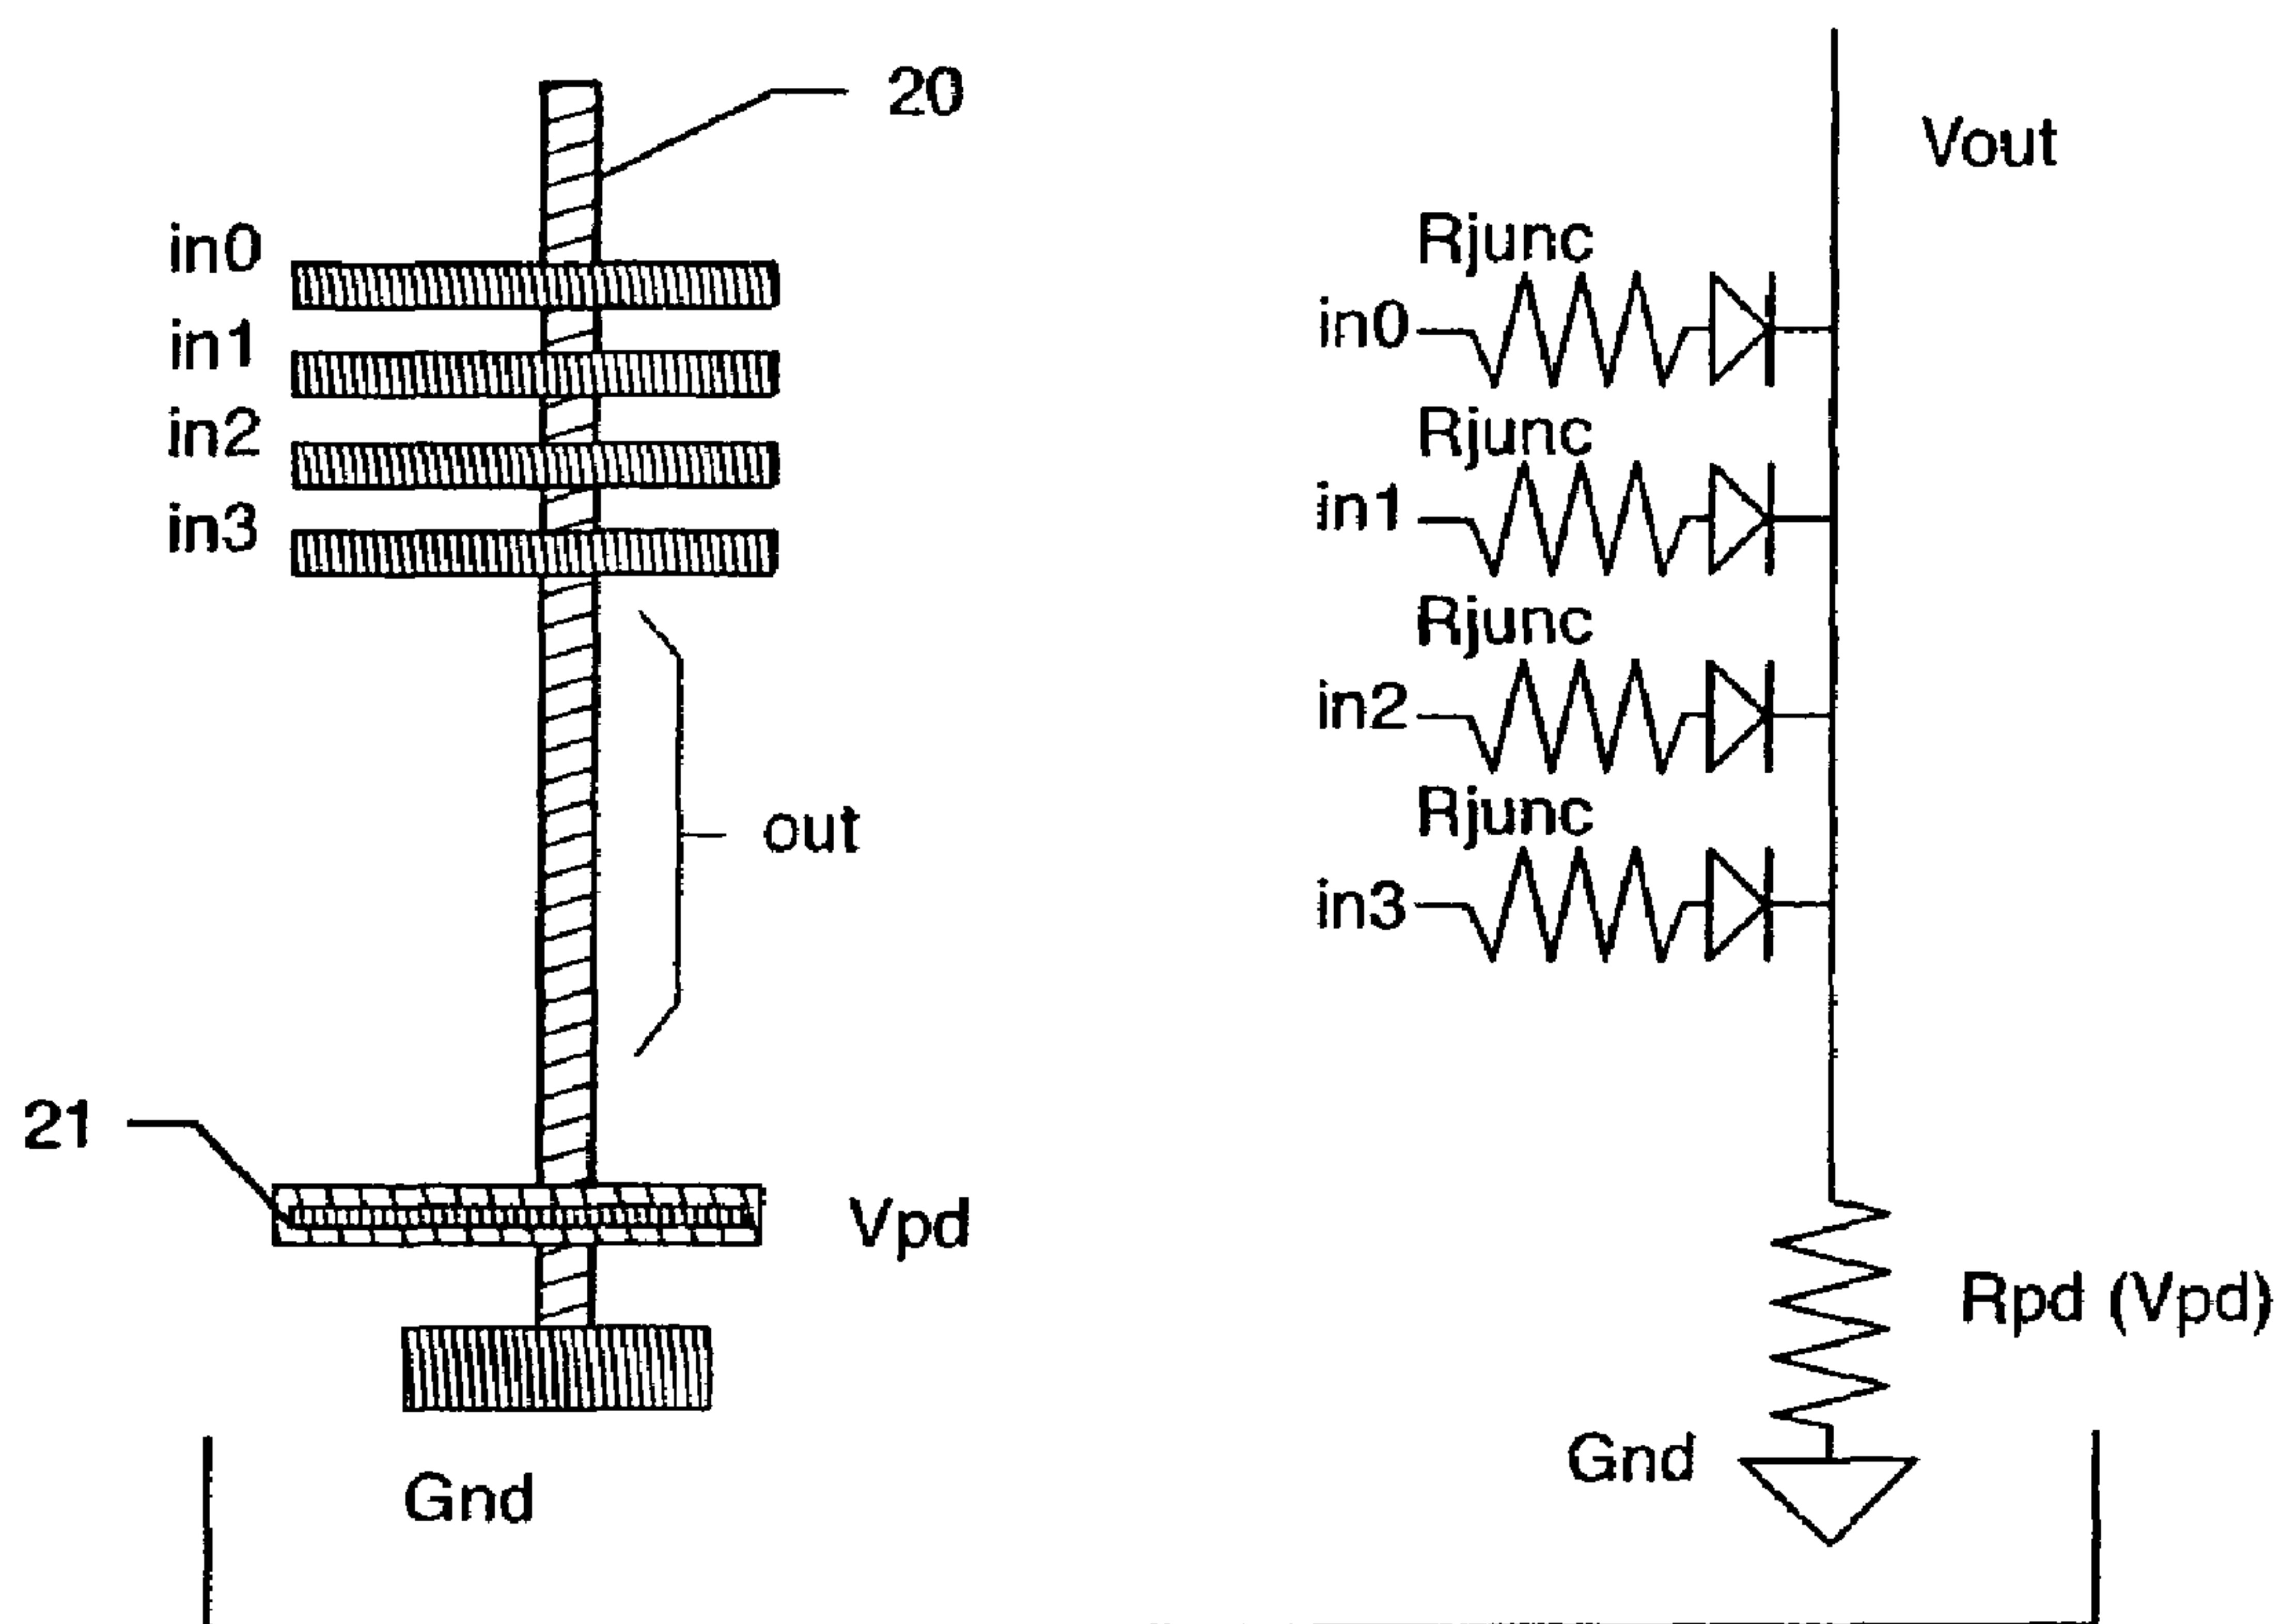 20
in0
in1
in2
in3
out
21
Vpd
Gnd
Vout
Rjunc
in0
Rjunc
in1
Rjunc
in2
Rjunc
in3
Rpd (Vpd)
Gnd